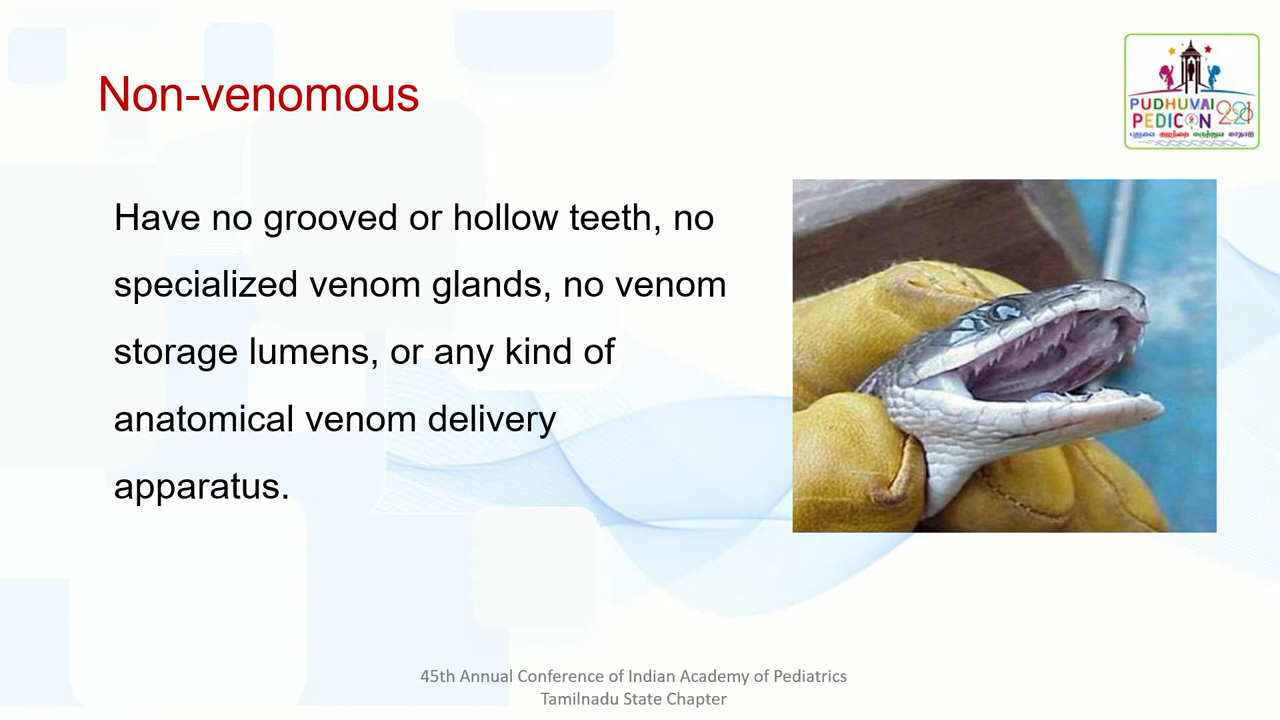 Non-venomous
PUDHUVAI
PEDICON 2021
புதுவை குழந்தை மருத்துவ மாநாடு
Have no grooved or hollow teeth, no
specialized venom glands, no venom
storage lumens, or any kind of
anatomical venom delivery
apparatus.
45th Annual Conference of Indian Academy of Pediatrics
Tamilnadu State Chapter